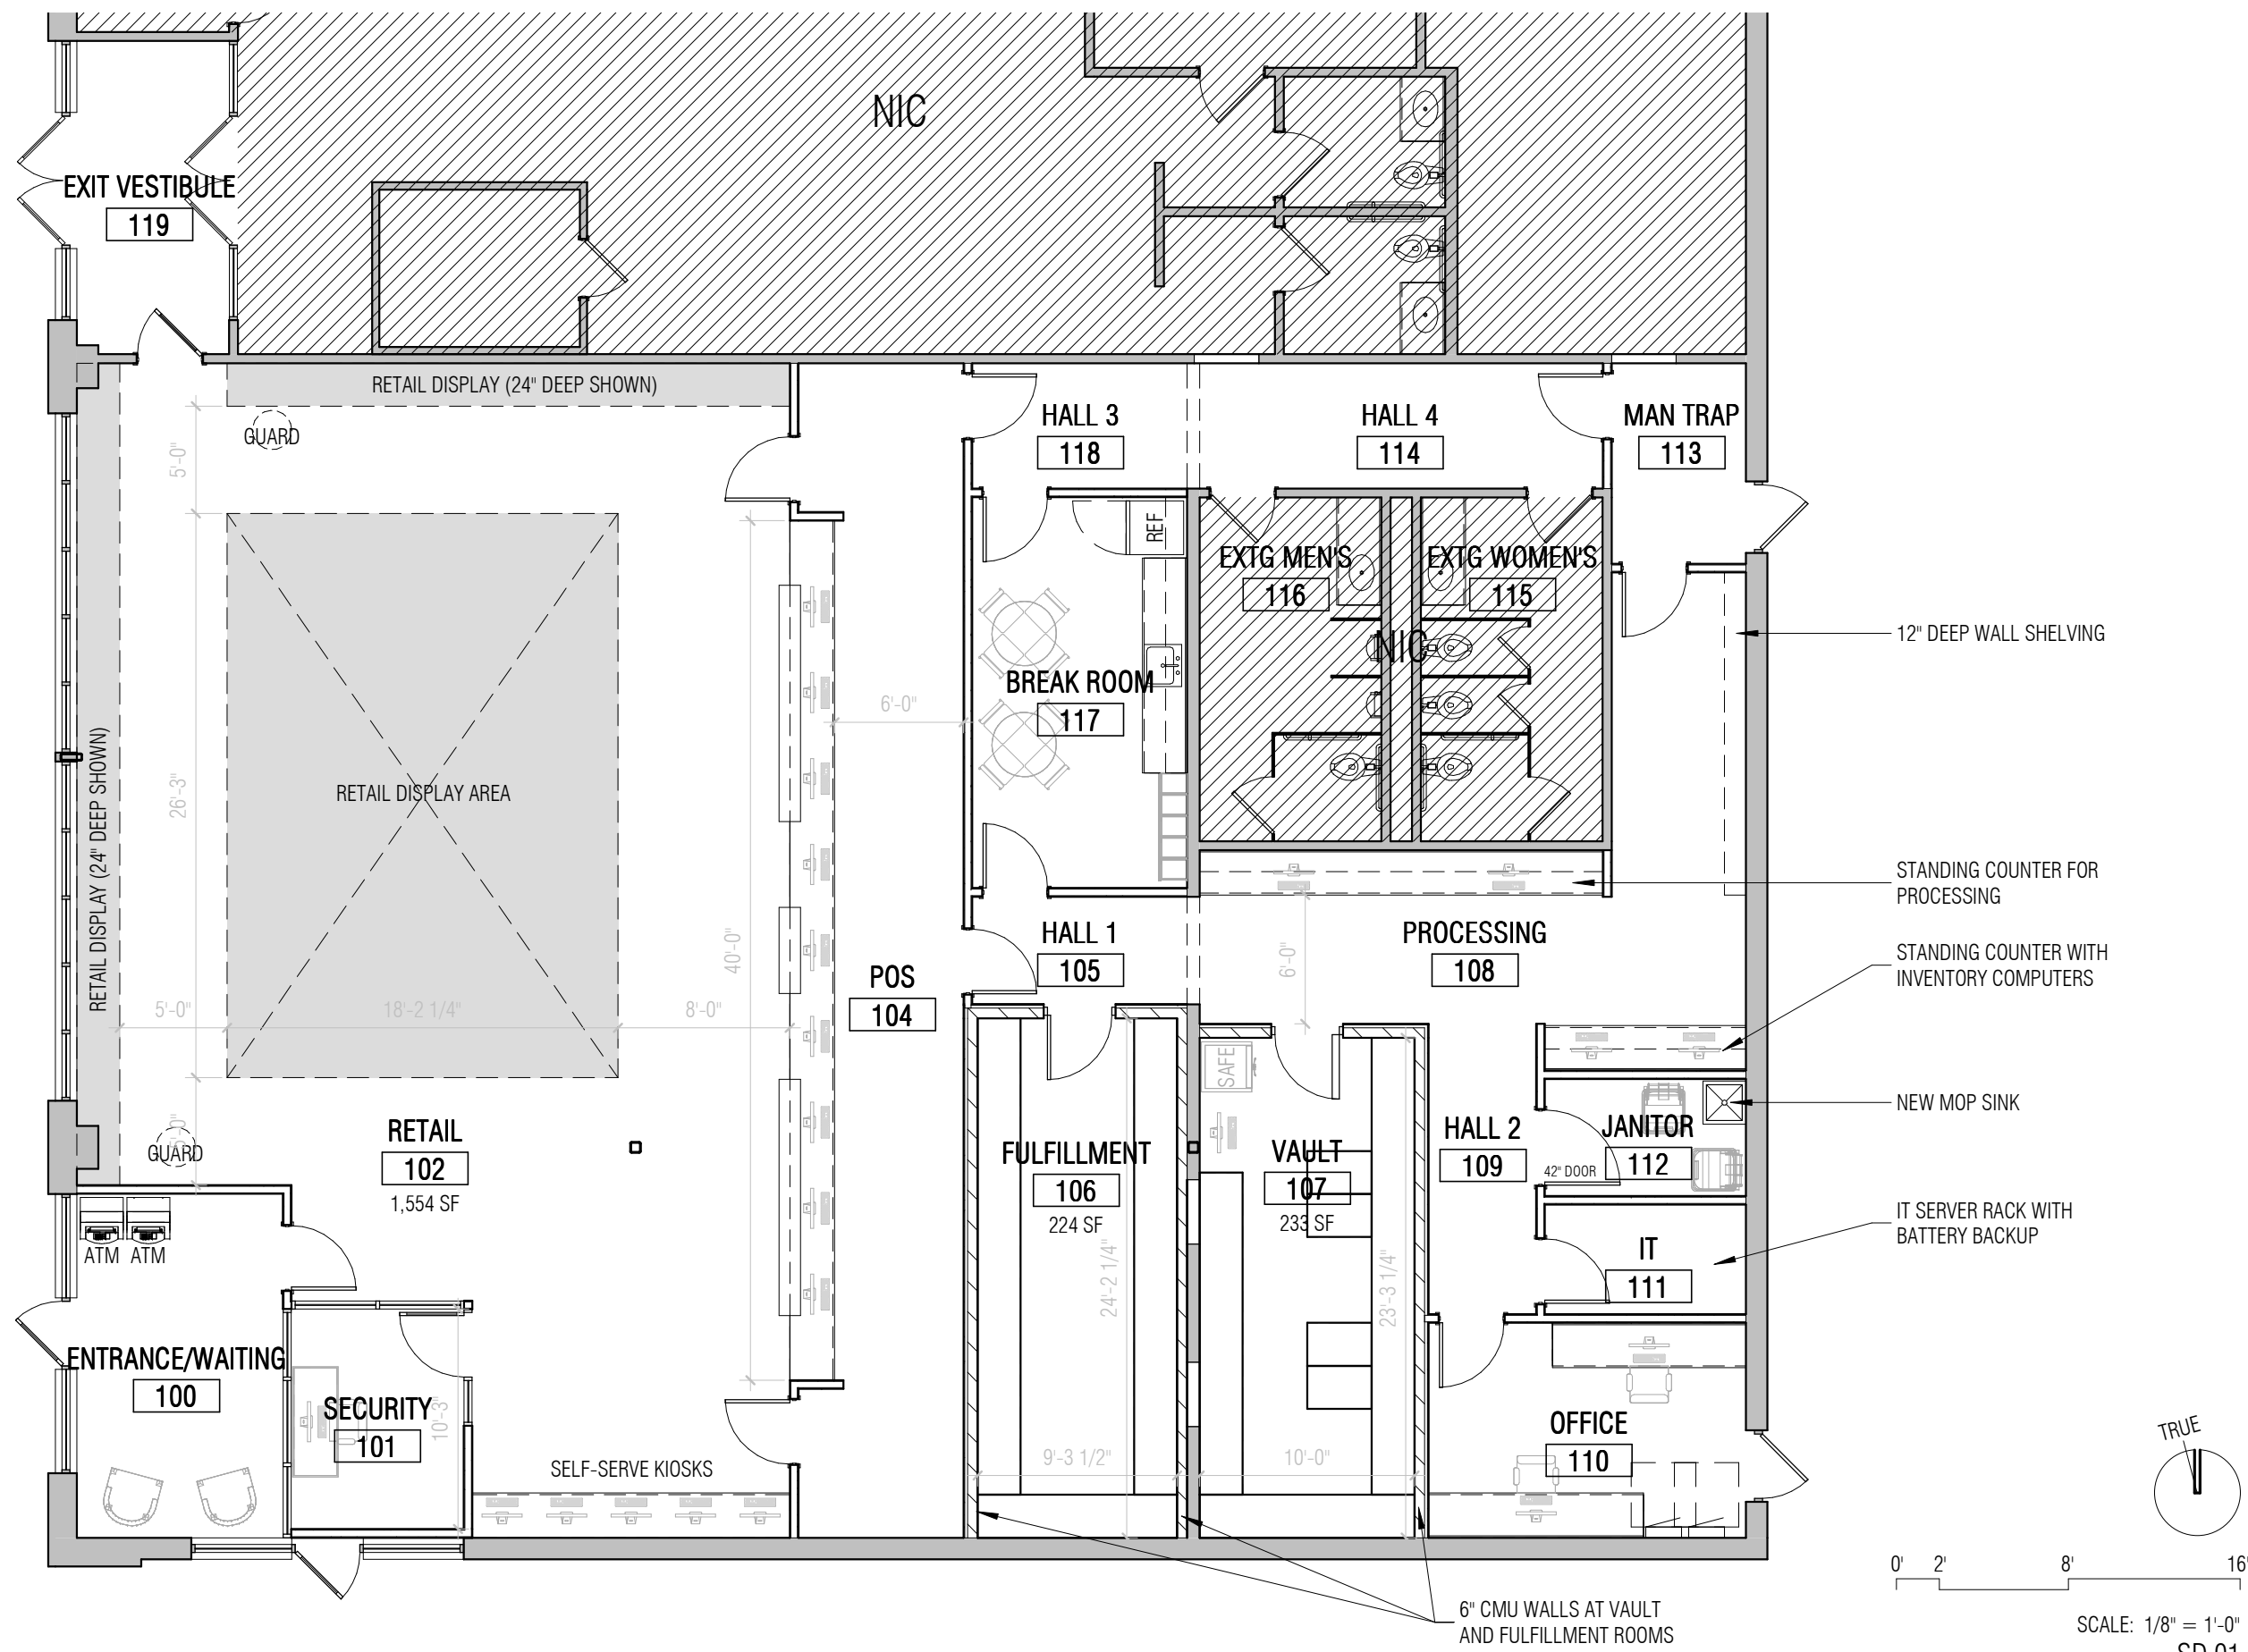 NIC
EXIT VESTIBULE
119
RETAIL DISPLAY (24" DEEP SHOWN)
GUARD
5'-0"
HALL 3
118
HALL 4
114
MAN TRAP
113
REF
EXTG MEN'S
116
EXTG WOMEN'S
115
NIC
12" DEEP WALL SHELVING
BREAK ROOM
117
6'-0"
RETAIL DISPLAY (24" DEEP SHOWN)
26'-3"
RETAIL DISPLAY AREA
40'-0"
STANDING COUNTER FOR
PROCESSING
HALL 1
105
6'-0"
PROCESSING
108
STANDING COUNTER WITH
INVENTORY COMPUTERS
POS
104
5'-0"
18'-2 1/4"
8'-0"
SAFE
NEW MOP SINK
5'-0"
GUARD
RETAIL
102
1,554 SF
FULFILLMENT
106
224 SF
24'-2 1/4"
VAULT
107
233 SF
23'-3 1/4"
HALL 2
109
42" DOOR
JANITOR
112
IT SERVER RACK WITH
BATTERY BACKUP
ATM
ATM
IT
111
ENTRANCE/WAITING
100
SECURITY
101
10'-3"
SELF-SERVE KIOSKS
9'-3 1/2"
10'-0"
OFFICE
110
TRUE
0'
2'
8'
16'
6" CMU WALLS AT VAULT
AND FULFILLMENT ROOMS
SCALE: 1/8" = 1'-0"